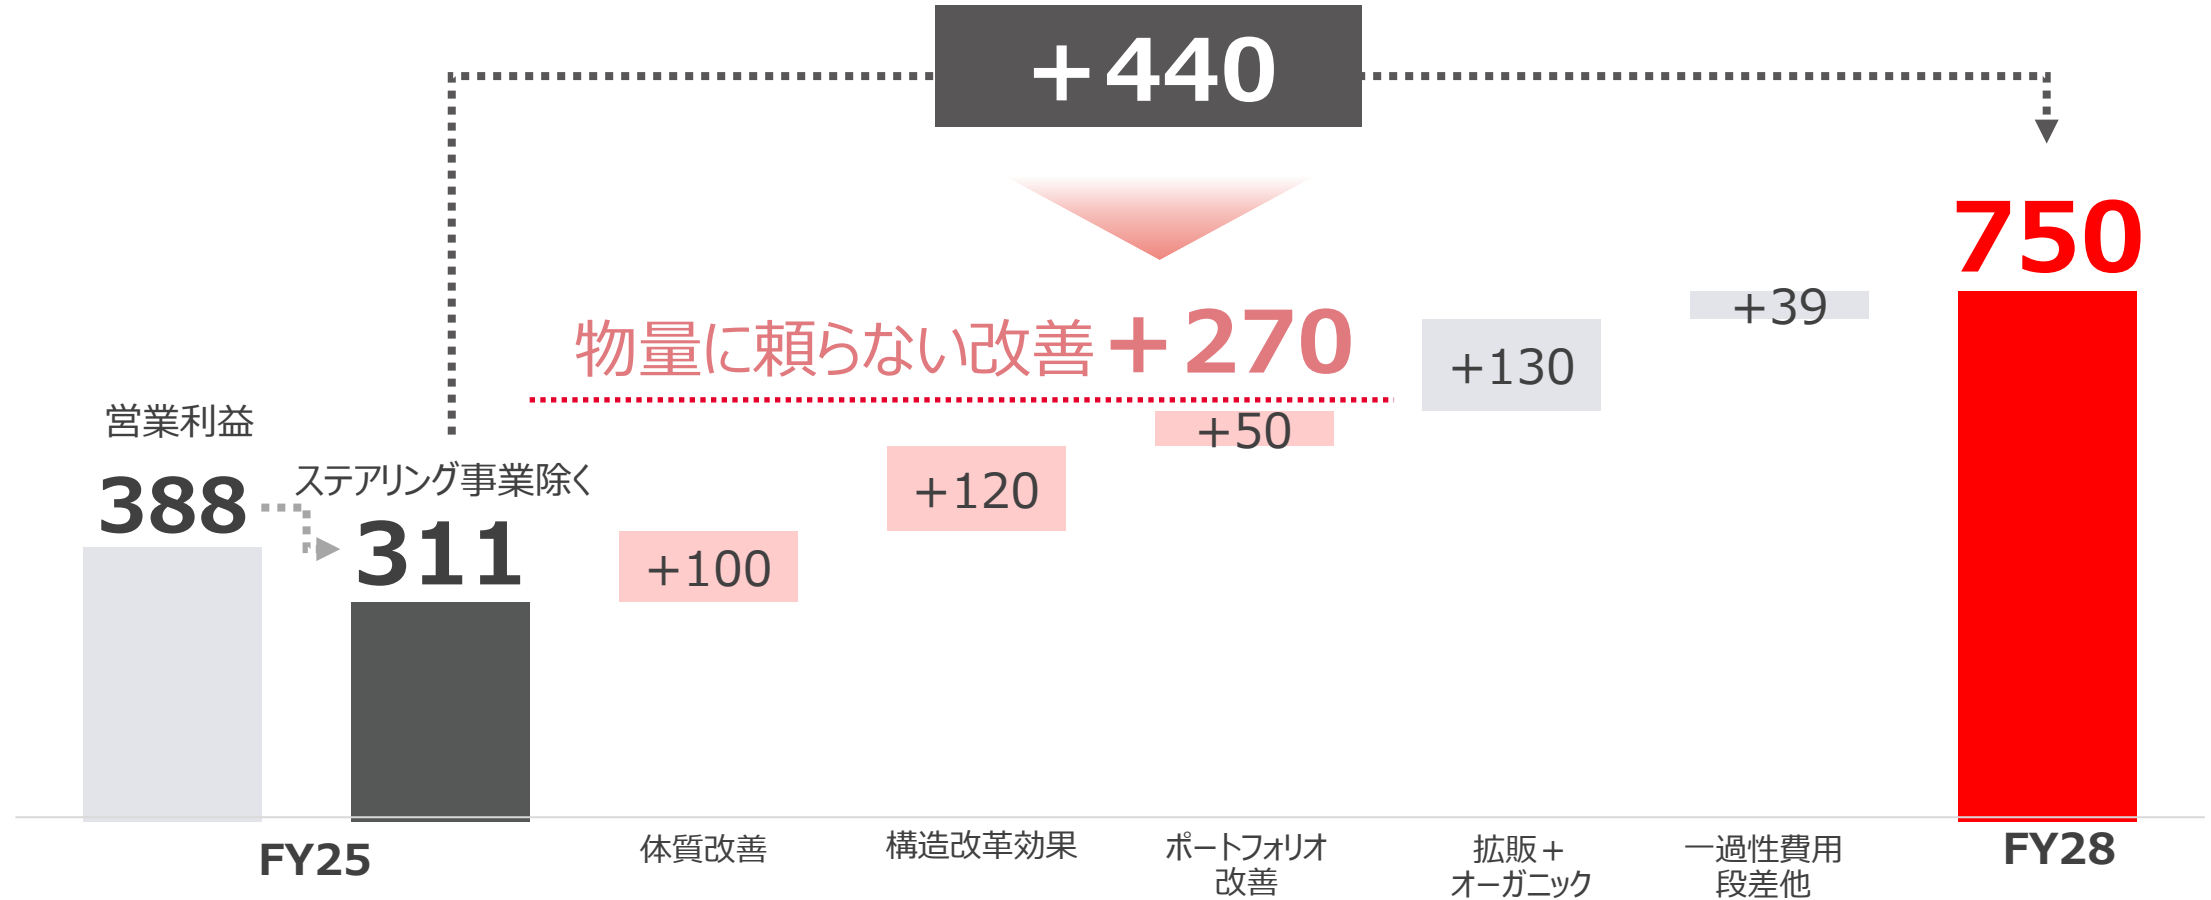 +440
750
+39
物量に頼らない改善+270
+130
営業利益
+50
ステアリング事業除く
388
+120
311
+100
FY25
体質改善
構造改革効果
ポートフォリオ
改善
拡販+
オーガニック
一過性費用
段差他
FY28